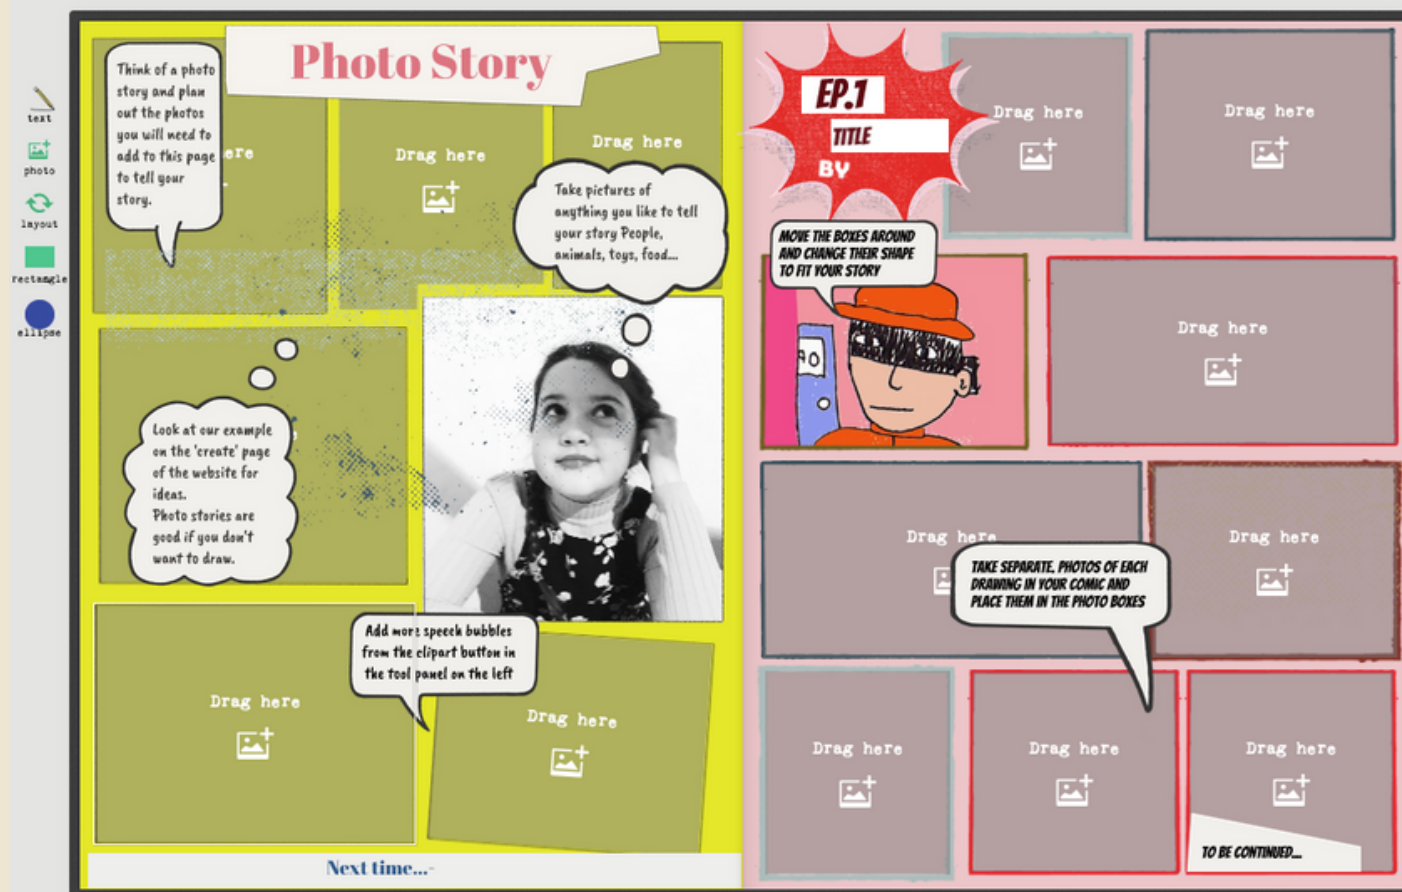 text
photo
layout
rectangle
ellipse
Photo Story
Think of a photo
story and plan
out the photos
you will need to
add to this page
to tell your
story.
ere
Drag here
Drag here
Take pictures of
anything you like to tell
your story People,
animals, toys, food...
Look at our example
on the 'create' page
of the website for
ideas.
Photo stories are
good if you don't
want to draw.
Add more speech bubbles
from the clipart button in
the tool panel on the left
Drag here
Drag here
Next time...-
EP.1
TITLE
BY
Drag here
Drag here
MOVE THE BOXES AROUND
AND CHANGE THEIR SHAPE
TO FIT YOUR STORY
Drag here
Drag here
Drag here
TAKE SEPARATE. PHOTOS OF EACH
DRAWING IN YOUR COMIC AND
PLACE THEM IN THE PHOTO BOXES
Drag here
Drag here
Drag here
TO BE CONTINUED...